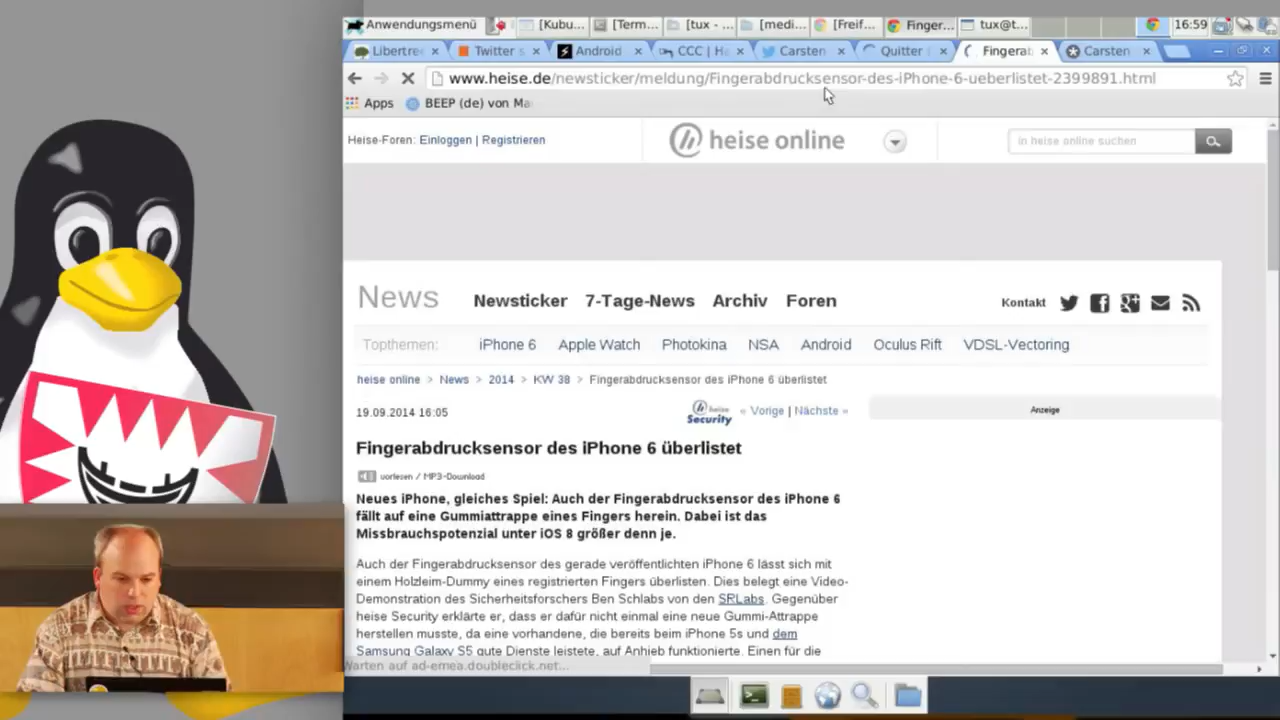 Anwendungsmenü [Kubu... [Term... [tux - ... [medi... [Freif... Finger... tux@t... 16:59
Libertree Twitter s Android CCC | H Carsten Quitter Fingerab Carsten
www.heise.de/newsticker/meldung/Fingerabdrucksensor-des-iPhone-6-ueberlistet-2399891.html
Apps BEEP (de) von Ma
Heise-Foren: Einloggen | Registrieren
heise online
in heise online suchen
News Newsticker 7-Tage-News Archiv Foren Kontakt
Topthemen: iPhone 6 Apple Watch Photokina NSA Android Oculus Rift VDSL-Vectoring
heise online > News > 2014 > KW 38 > Fingerabdrucksensor des iPhone 6 überlistet
19.09.2014 16:05 heise Security « Vorige | Nächste » Anzeige
Fingerabdrucksensor des iPhone 6 überlistet
vorlesen / MP3-Download
Neues iPhone, gleiches Spiel: Auch der Fingerabdrucksensor des iPhone 6
fällt auf eine Gummiattrappe eines Fingers herein. Dabei ist das
Missbrauchspotenzial unter iOS 8 größer denn je.
Auch der Fingerabdrucksensor des gerade veröffentlichten iPhone 6 lässt sich mit
einem Holzleim-Dummy eines registrierten Fingers überlisten. Dies belegt eine Video-
Demonstration des Sicherheitsforschers Ben Schlabs von den SRLabs. Gegenüber
heise Security erklärte er, dass er dafür nicht einmal eine neue Gummi-Attrappe
herstellen musste, da eine vorhandene, die bereits beim iPhone 5s und dem
Samsung Galaxy S5 gute Dienste leistete, auf Anhieb funktionierte. Einen für die
Warten auf ad-emea.doubleclick.net...